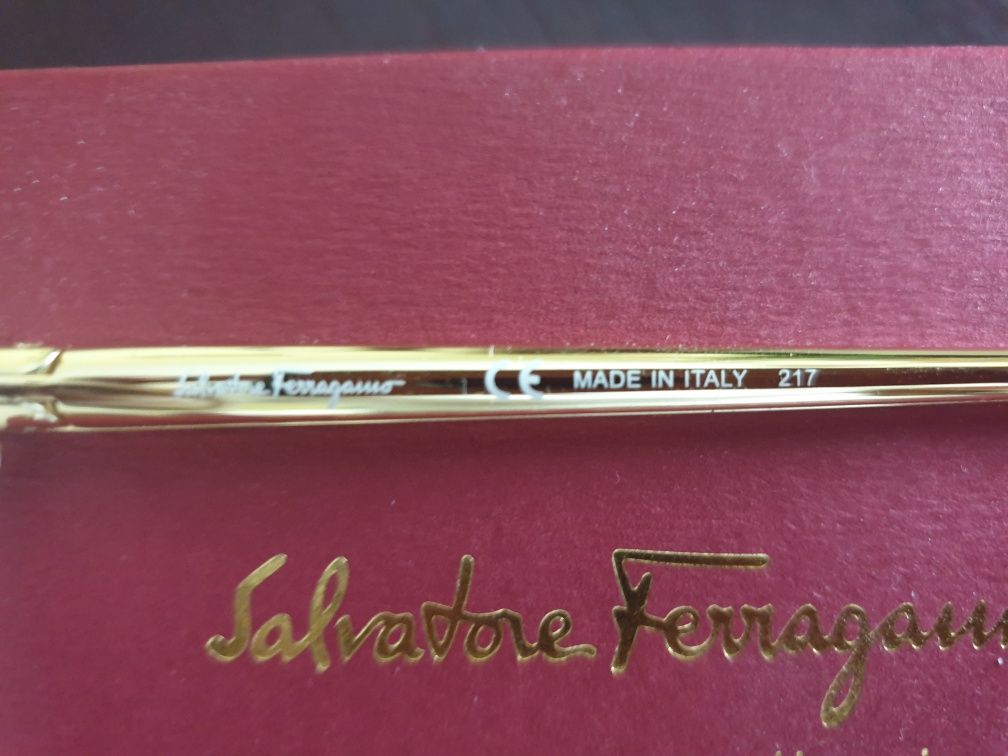 Salvatore Ferragamo CE MADE IN ITALY 217
Salvatore Ferragam